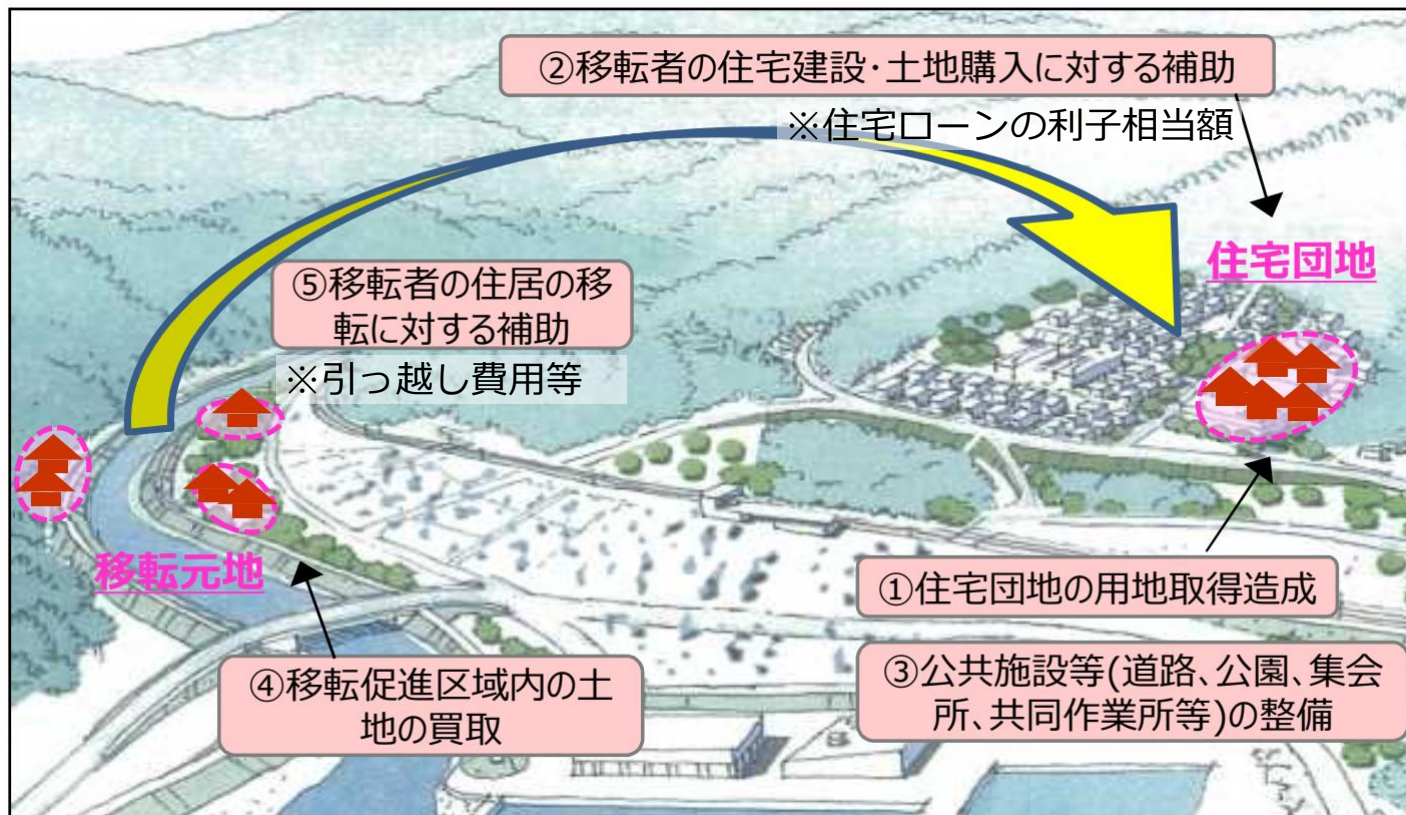 ②移転者の住宅建設･土地購入に対する補助
※住宅ローンの利子相当額
住宅団地
⑤移転者の住居の移
転に対する補助
※引っ越し費用等
移転元地
①住宅団地の用地取得造成
④移転促進区域内の土
地の買取
③公共施設等(道路、公園、集会
所、共同作業所等)の整備